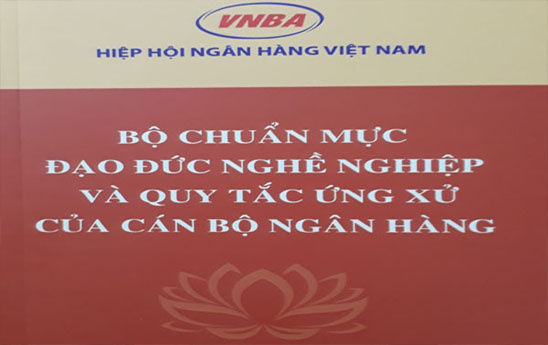 VNBA
HIỆP HỘI NGÂN HÀNG VIỆT NAM
BỘ CHUẨN MỰC
ĐẠO ĐỨC NGHỀ NGHIỆP
VÀ QUY TẮC ỨNG XỬ
CỦA CÁN BỘ NGÂN HÀNG